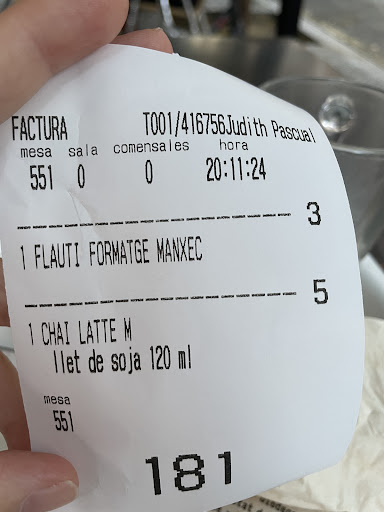 FACTURA T001/416756Judith Pascual
mesa sala comensales hora
551 0 0 20:11:24
3
1 FLAUTI FORMATGE MANXEC
5
1 CHAI LATTE M
llet de soja 120 ml
mesa
551
181